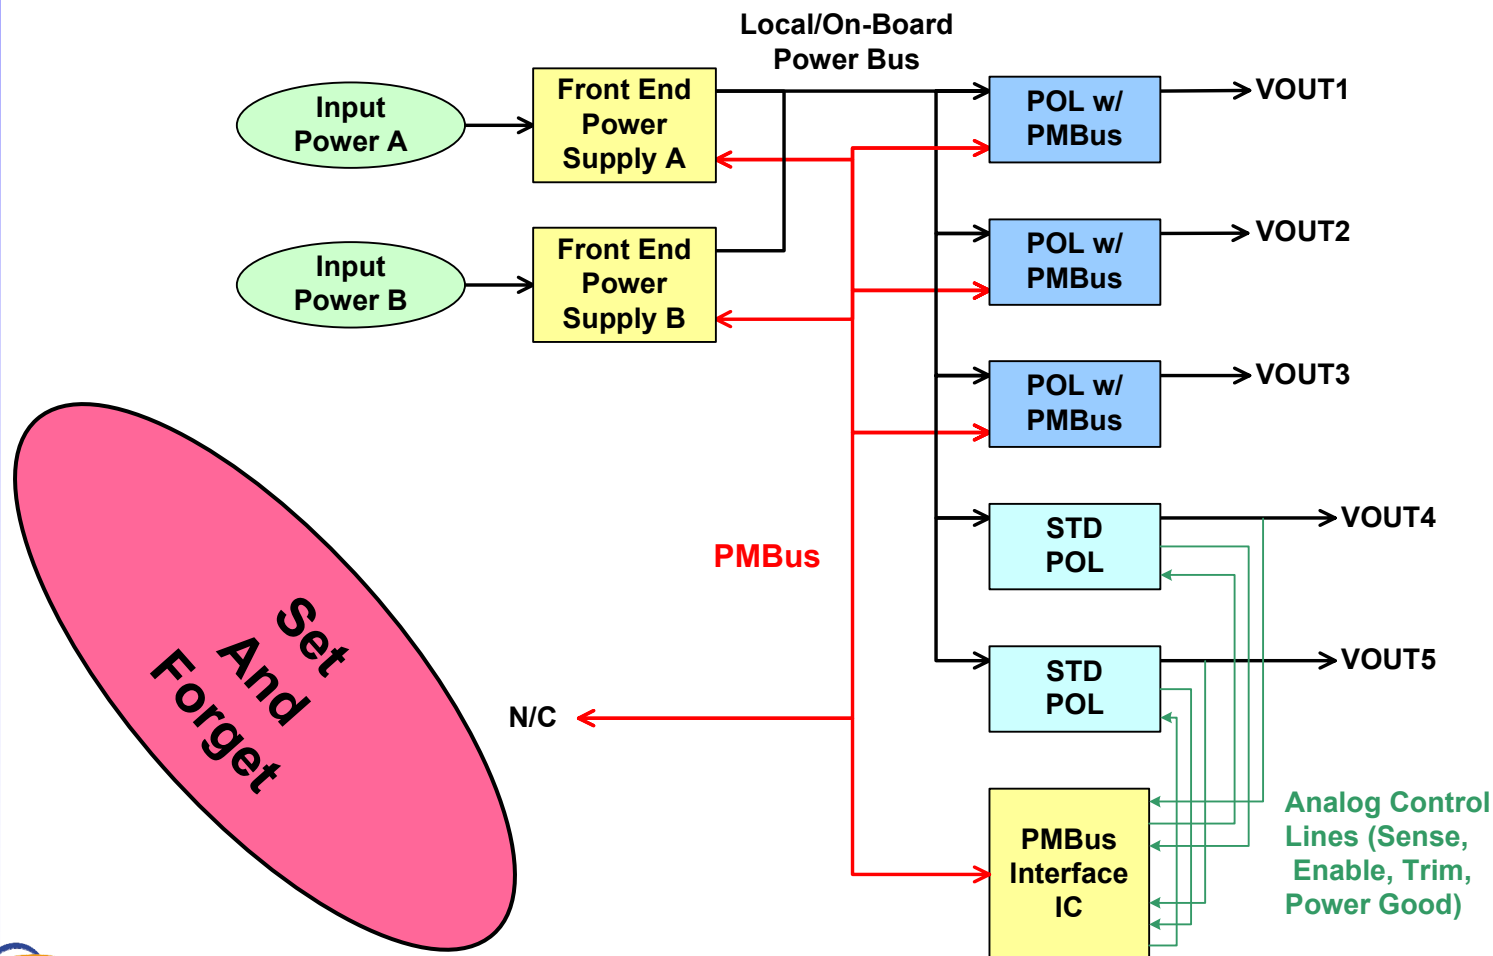 Local/On-Board
Power Bus
Input
Power A
Front End
Power
Supply A
POL w/
PMBus
VOUT1
Input
Power B
Front End
Power
Supply B
POL w/
PMBus
VOUT2
POL w/
PMBus
VOUT3
STD
POL
VOUT4
PMBus
Set
And
Forget
STD
POL
VOUT5
N/C
PMBus
Interface
IC
Analog Control
Lines (Sense,
Enable, Trim,
Power Good)